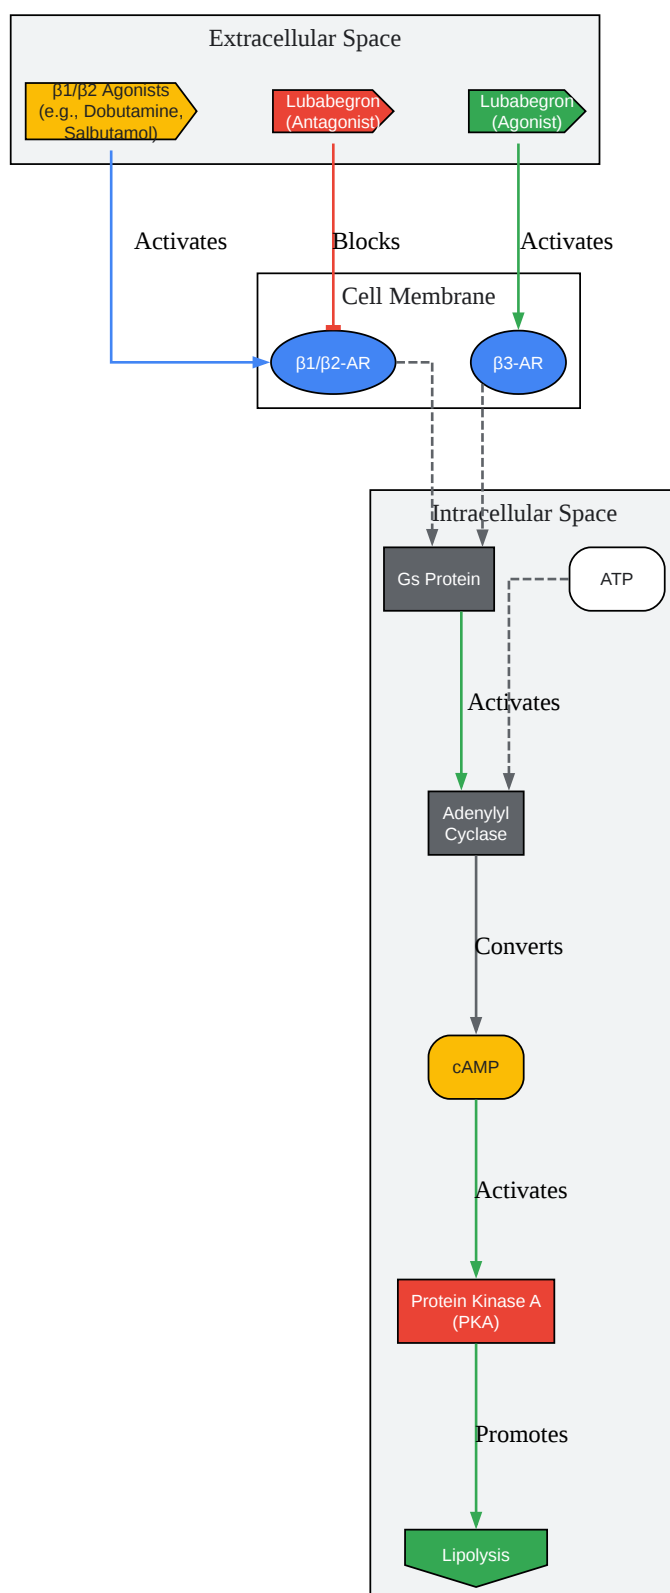 Extracellular Space
β1/β2 Agonists
(e.g., Dobutamine,
Salbutamol)
Lubabegron
(Antagonist)
Lubabegron
(Agonist)
Activates
Blocks
Activates
Cell Membrane
β1/β2-AR
β3-AR
Intracellular Space
Gs Protein
ATP
Activates
Adenylyl
Cyclase
Converts
cAMP
Activates
Protein Kinase A
(PKA)
Promotes
Lipolysis